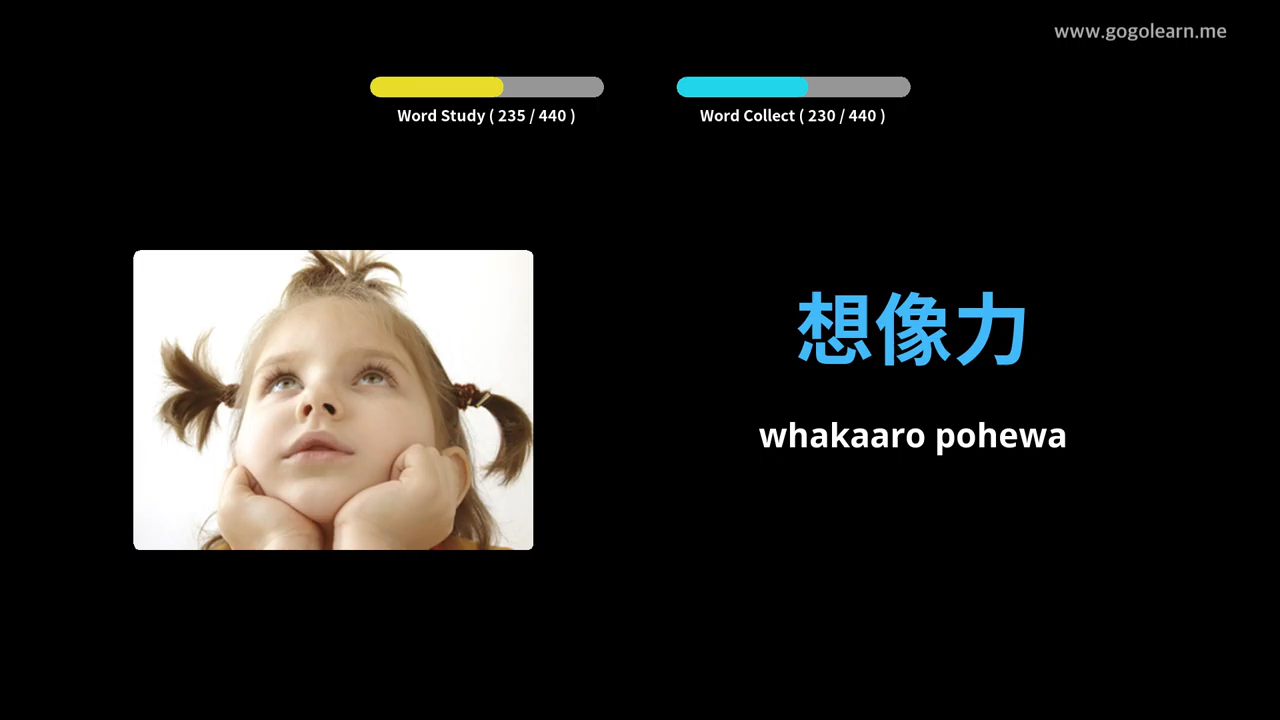 www.gogolearn.me
Word Study ( 235 / 440 )
Word Collect ( 230 / 440 )
想像力
whakaaro pohewa